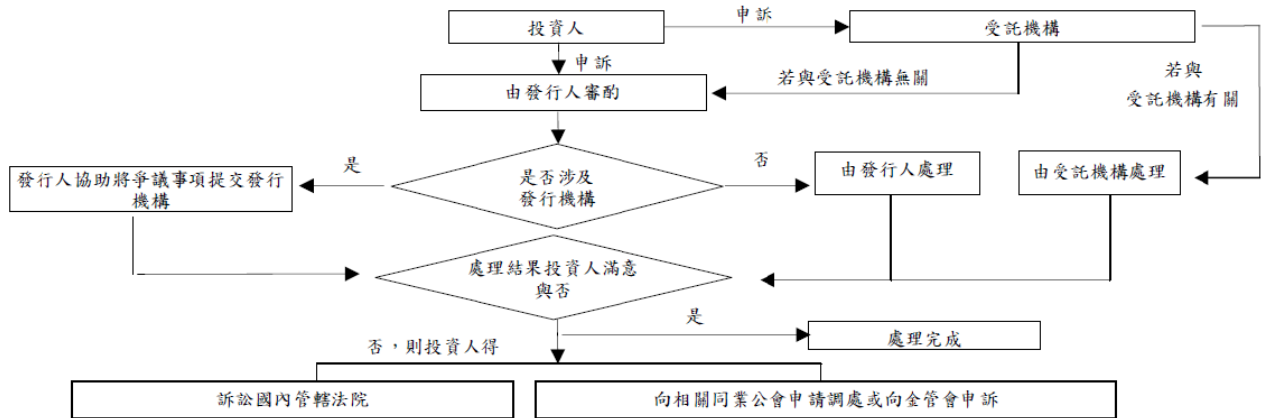 投資人
申訴
受託機構
申訴
若與受託機構無關
若與
受託機構有關
由發行人審酌
是
是否涉及
發行機構
否
發行人協助將爭議事項提交發行
機構
由發行人處理
由受託機構處理
處理結果投資人滿意
與否
是
處理完成
否，則投資人得
訴訟國內管轄法院
向相關同業公會申請調處或向金管會申訴